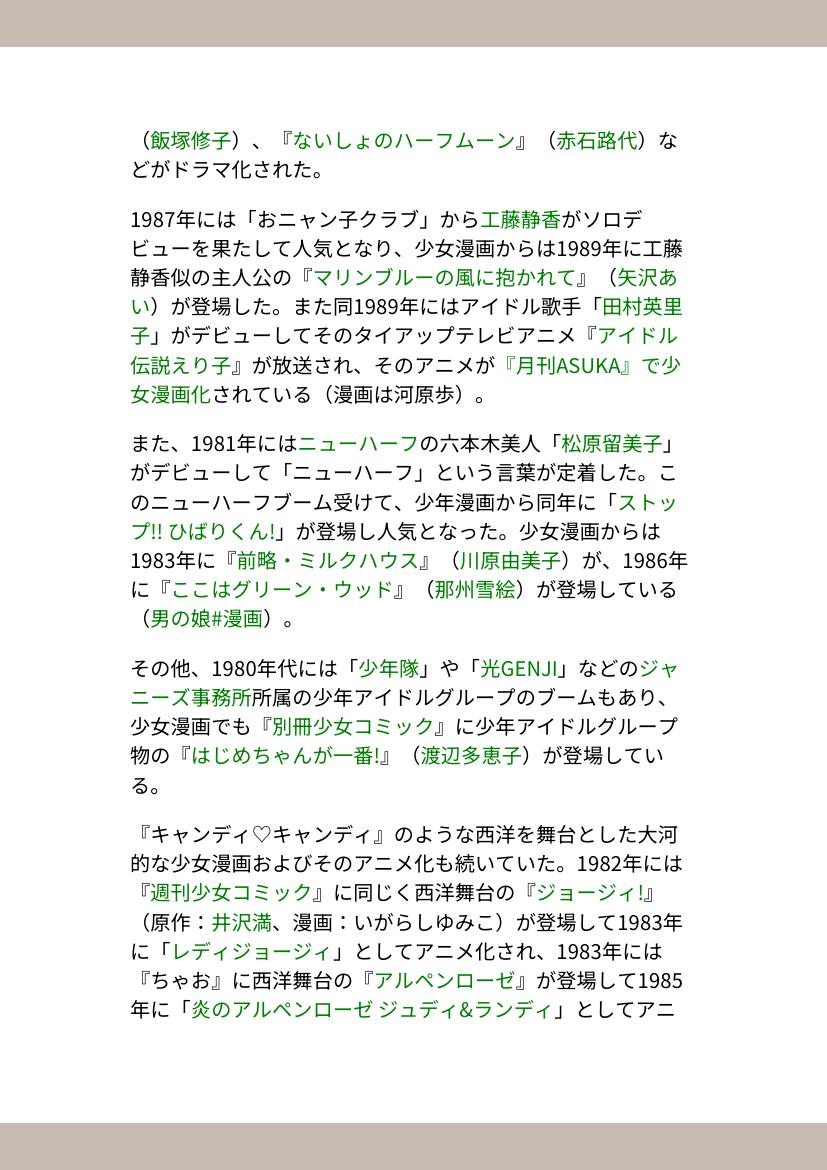 （飯塚修子）、『ないしょのハーフムーン』（赤石路代）な
どがドラマ化された。
1987年には「おニャン子クラブ」から工藤静香がソロデ
ビューを果たして人気となり、少女漫画からは1989年に工藤
静香似の主人公の『マリンブルーの風に抱かれて』（矢沢あ
い）が登場した。また同1989年にはアイドル歌手「田村英里
子」がデビューしてそのタイアップテレビアニメ『アイドル
伝説えり子』が放送され、そのアニメが『月刊ASUKA』で少
女漫画化されている（漫画は河原歩）。
また、1981年にはニューハーフの六本木美人「松原留美子」
がデビューして「ニューハーフ」という言葉が定着した。こ
のニューハーフブーム受けて、少年漫画から同年に「ストッ
プ!! ひばりくん!」が登場し人気となった。少女漫画からは
1983年に『前略・ミルクハウス』（川原由美子）が、1986年
に『ここはグリーン・ウッド』（那州雪絵）が登場している
（男の娘#漫画）。
その他、1980年代には「少年隊」や「光GENJI」などのジャ
ニーズ事務所所属の少年アイドルグループのブームもあり、
少女漫画でも『別冊少女コミック』に少年アイドルグループ
物の『はじめちゃんが一番!』（渡辺多恵子）が登場してい
る。
『キャンディ♡キャンディ』のような西洋を舞台とした大河
的な少女漫画およびそのアニメ化も続いていた。1982年には
『週刊少女コミック』に同じく西洋舞台の『ジョージィ!』
（原作：井沢満、漫画：いがらしゆみこ）が登場して1983年
に「レディジョージィ」としてアニメ化され、1983年には
『ちゃお』に西洋舞台の『アルペンローゼ』が登場して1985
年に「炎のアルペンローゼ ジュディ&ランディ」としてアニ